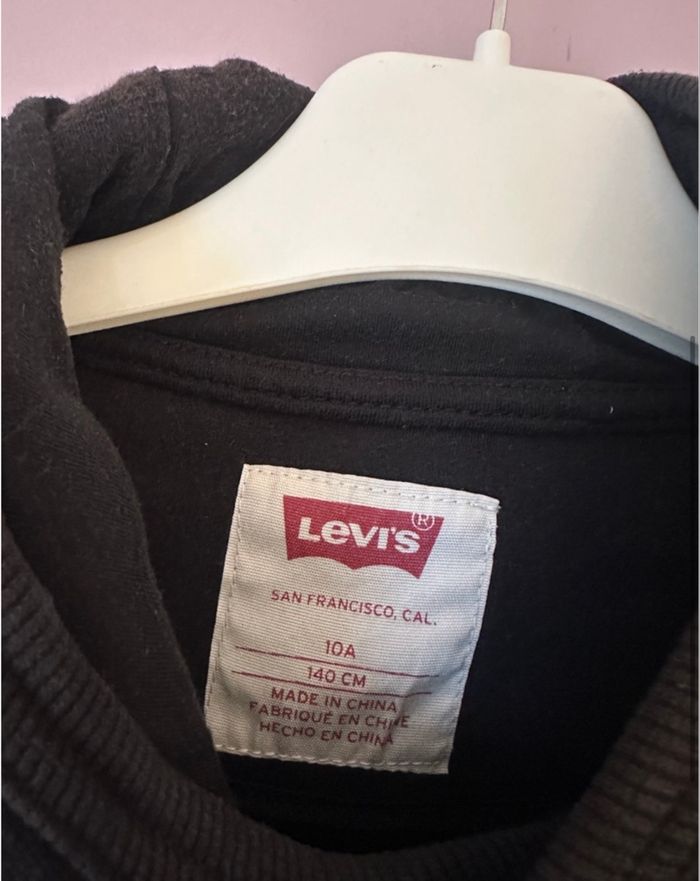 Levi's ®
SAN FRANCISCO, CAL.
10A
140 CM
MADE IN CHINA
FABRIQUÉ EN CHINE
HECHO EN CHINA